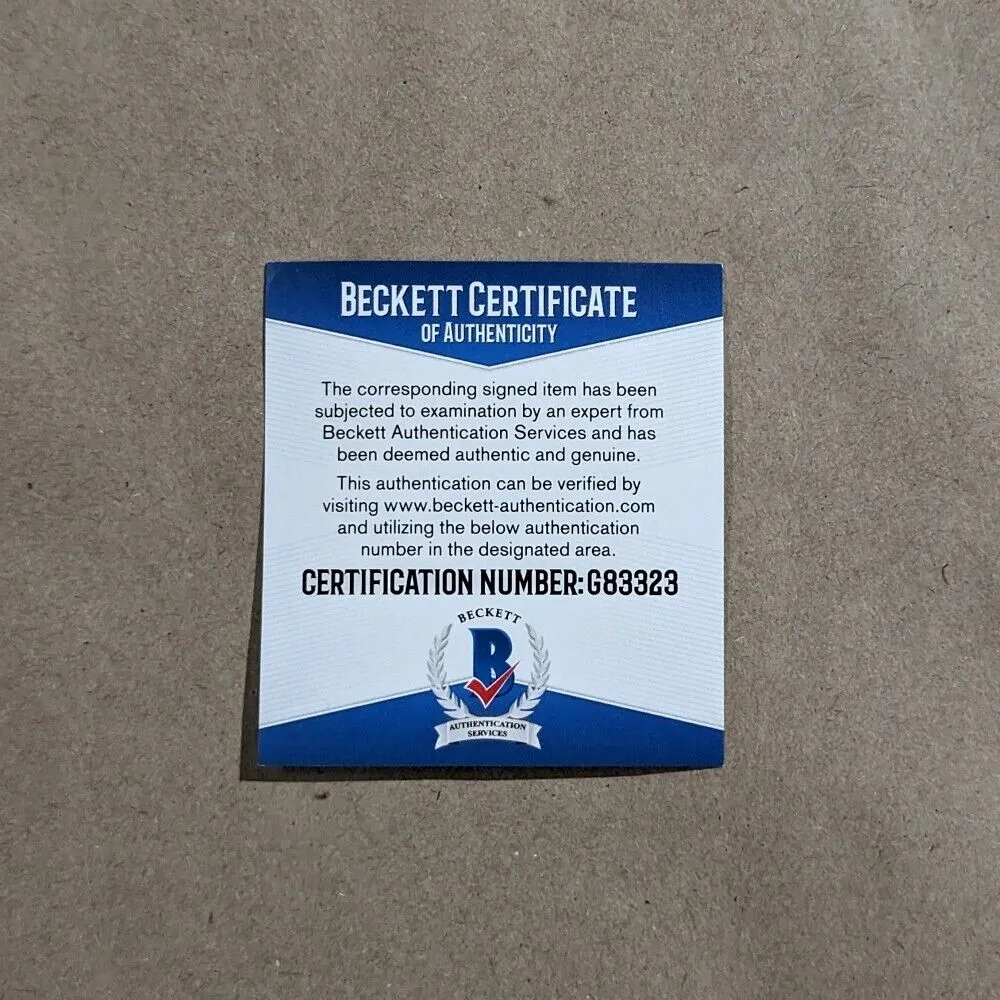 BECKETT CERTIFICATE
OF AUTHENTICITY
The corresponding signed item has been
subjected to examination by an expert from
Beckett Authentication Services and has
been deemed authentic and genuine.
This authentication can be verified by
visiting www.beckett-authentication.com
and utilizing the below authentication
number in the designated area.
CERTIFICATION NUMBER: G83323
BECKETT
B
AUTHENTICATION
SERVICES